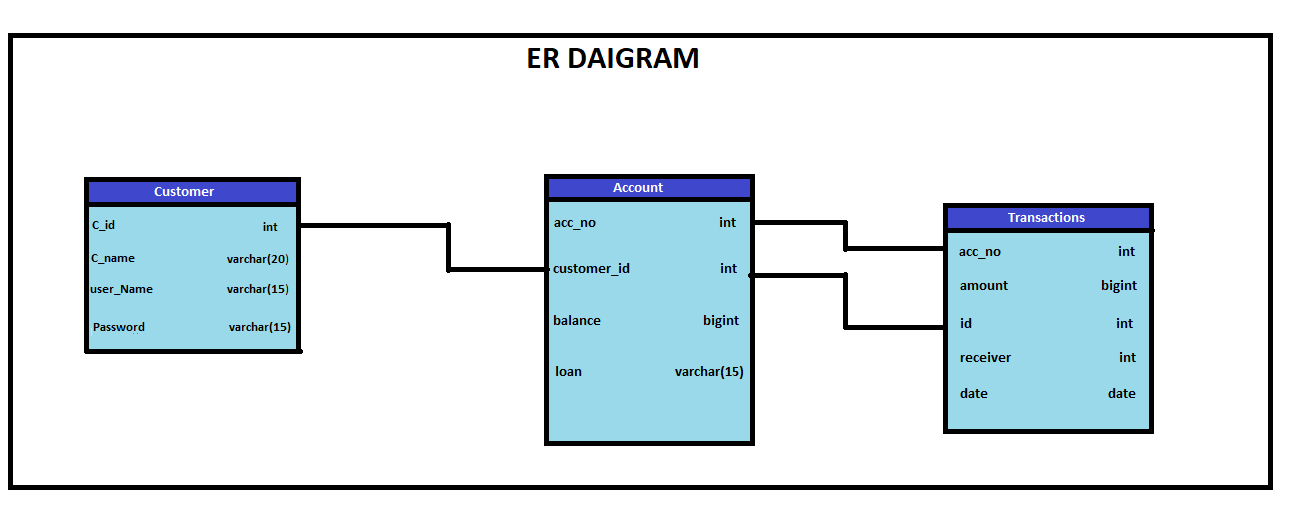 ER DAIGRAM
Customer
C_id int
C_name varchar(20)
user_Name varchar(15)
Password varchar(15)
Account
acc_no int
customer_id int
balance bigint
loan varchar(15)
Transactions
acc_no int
amount bigint
id int
receiver int
date date